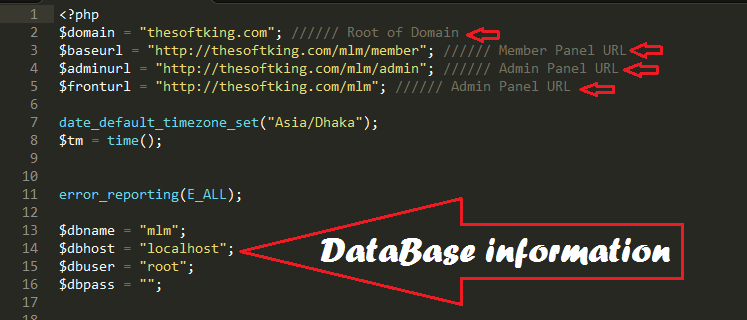 1 <?php
2 $domain = "thesoftking.com"; ////// Root of Domain
3 $baseurl = "http://thesoftking.com/mlm/member"; ////// Member Panel URL
4 $adminurl = "http://thesoftking.com/mlm/admin"; ////// Admin Panel URL
5 $fronturl = "http://thesoftking.com/mlm"; ////// Admin Panel URL
6
7 date_default_timezone_set("Asia/Dhaka");
8 $tm = time();
9
10
11 error_reporting(E_ALL);
12
13 $dbname = "mlm";
14 $dbhost = "localhost";
15 $dbuser = "root";
16 $dbpass = "";
17
18
DataBase information